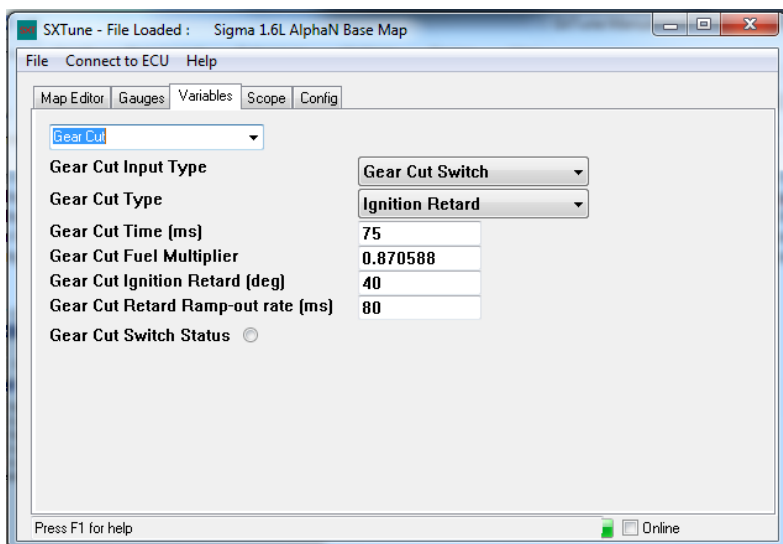 SXTune - File Loaded : Sigma 1.6L AlphaN Base Map
File Connect to ECU Help
Map Editor Gauges Variables Scope Config
Gear Cut
Gear Cut Input Type Gear Cut Switch
Gear Cut Type Ignition Retard
Gear Cut Time (ms) 75
Gear Cut Fuel Multiplier 0.870588
Gear Cut Ignition Retard (deg) 40
Gear Cut Retard Ramp-out rate (ms) 80
Gear Cut Switch Status
Press F1 for help Online